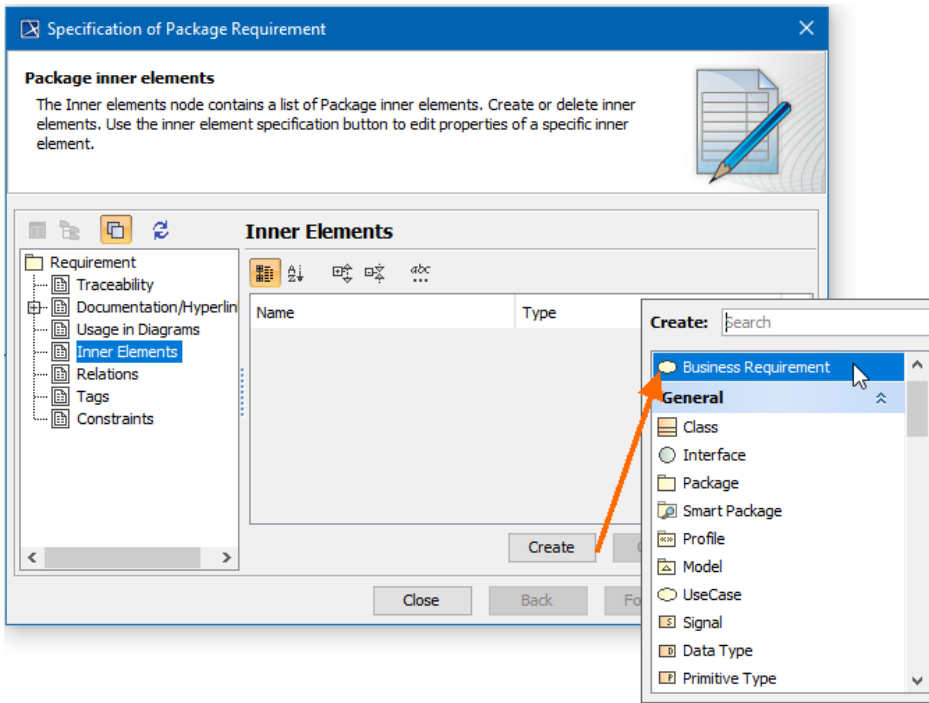 Specification of Package Requirement
Package inner elements
The Inner elements node contains a list of Package inner elements. Create or delete inner
elements. Use the inner element specification button to edit properties of a specific inner
element.
Inner Elements
Requirement
Traceability
Documentation/Hyperlin
Usage in Diagrams
Inner Elements
Relations
Tags
Constraints
abc
Name Type
Create
Close Back Fo
Create: Search
Business Requirement
General
Class
Interface
Package
Smart Package
Profile
Model
UseCase
Signal
Data Type
Primitive Type